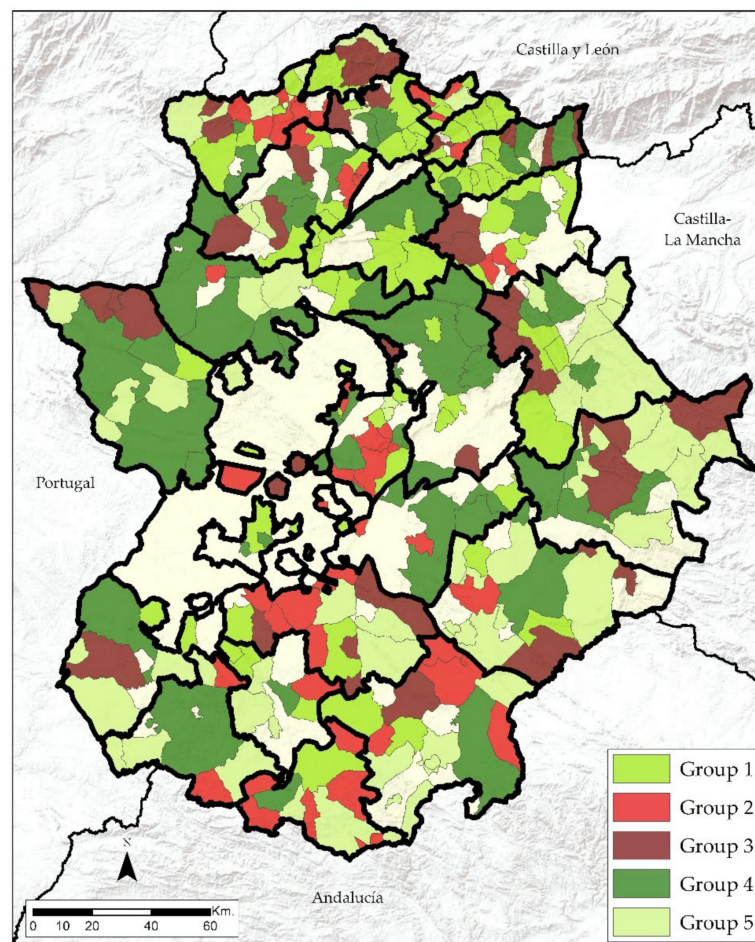 Castilla y León
Castilla-
La Mancha
Portugal
Group 1
Group 2
Group 3
Group 4
Group 5
N
Km.
0 10 20 40 60
Andalucía